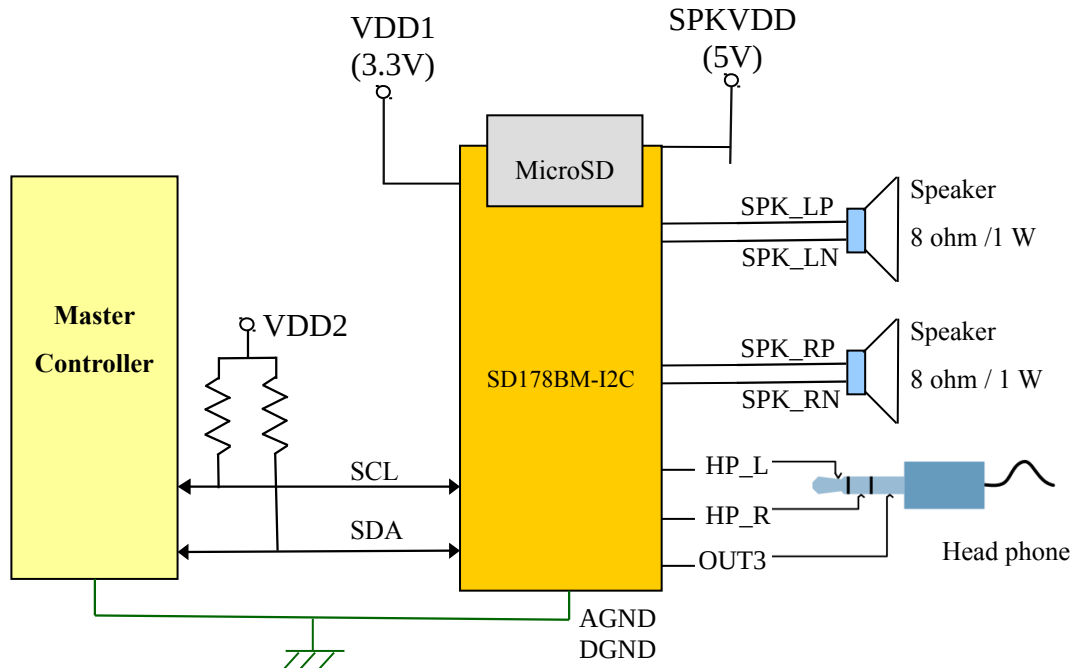 VDD1
(3.3V)
SPKVDD
(5V)
MicroSD
SPK_LP
SPK_LN
Speaker
8 ohm /1 W
Master
Controller
VDD2
SD178BM-I2C
SPK_RP
SPK_RN
Speaker
8 ohm / 1 W
SCL
SDA
HP_L
HP_R
OUT3
Head phone
AGND
DGND